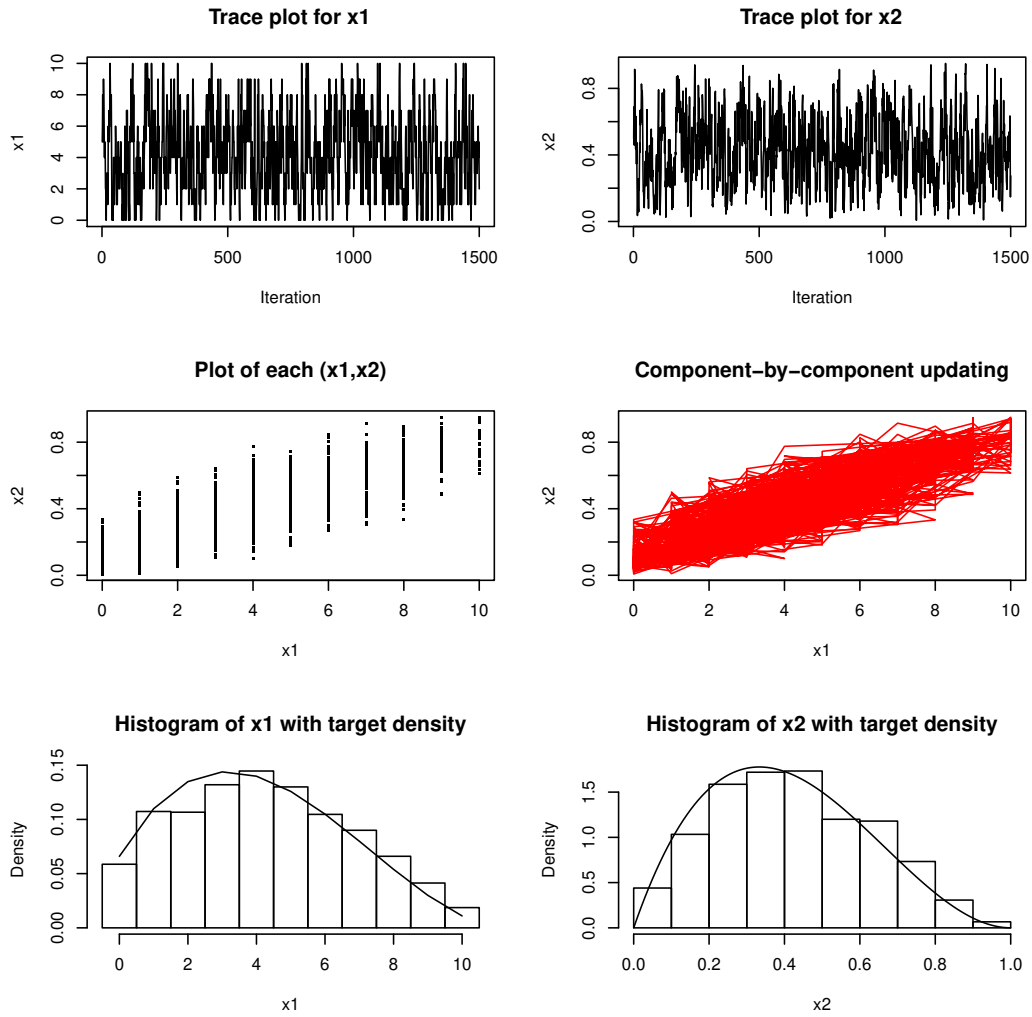 Trace plot for x1
x1
0 2 4 6 8 10
0 500 1000 1500
Iteration
Trace plot for x2
x2
0.0 0.4 0.8
0 500 1000 1500
Iteration
Plot of each (x1,x2)
x2
0.0 0.4 0.8
0 2 4 6 8 10
x1
Component−by−component updating
x2
0.0 0.4 0.8
0 2 4 6 8 10
x1
Histogram of x1 with target density
Density
0.00 0.05 0.10 0.15
0 2 4 6 8 10
x1
Histogram of x2 with target density
Density
0.0 0.5 1.0 1.5
0.0 0.2 0.4 0.6 0.8 1.0
x2